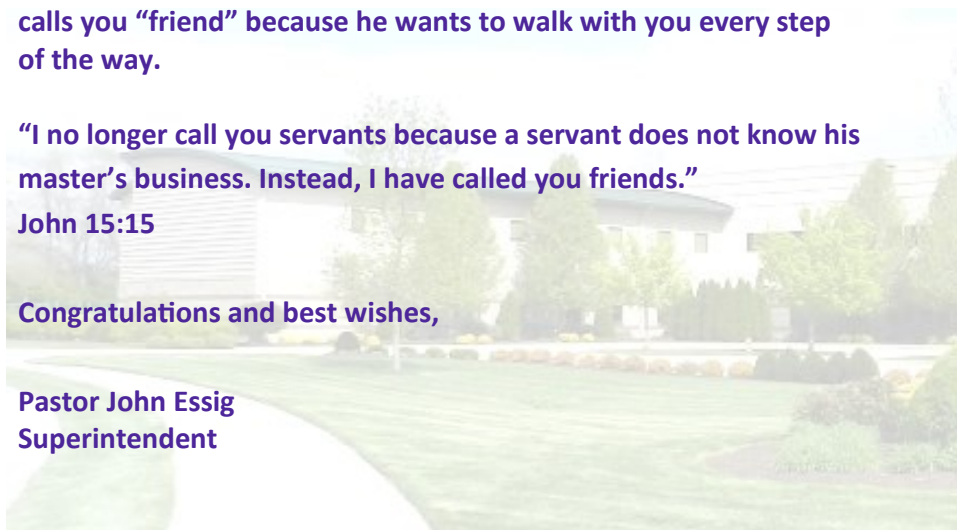 calls you “friend” because he wants to walk with you every step
of the way.
“I no longer call you servants because a servant does not know his
master’s business. Instead, I have called you friends.”
John 15:15
Congratulations and best wishes,
Pastor John Essig
Superintendent